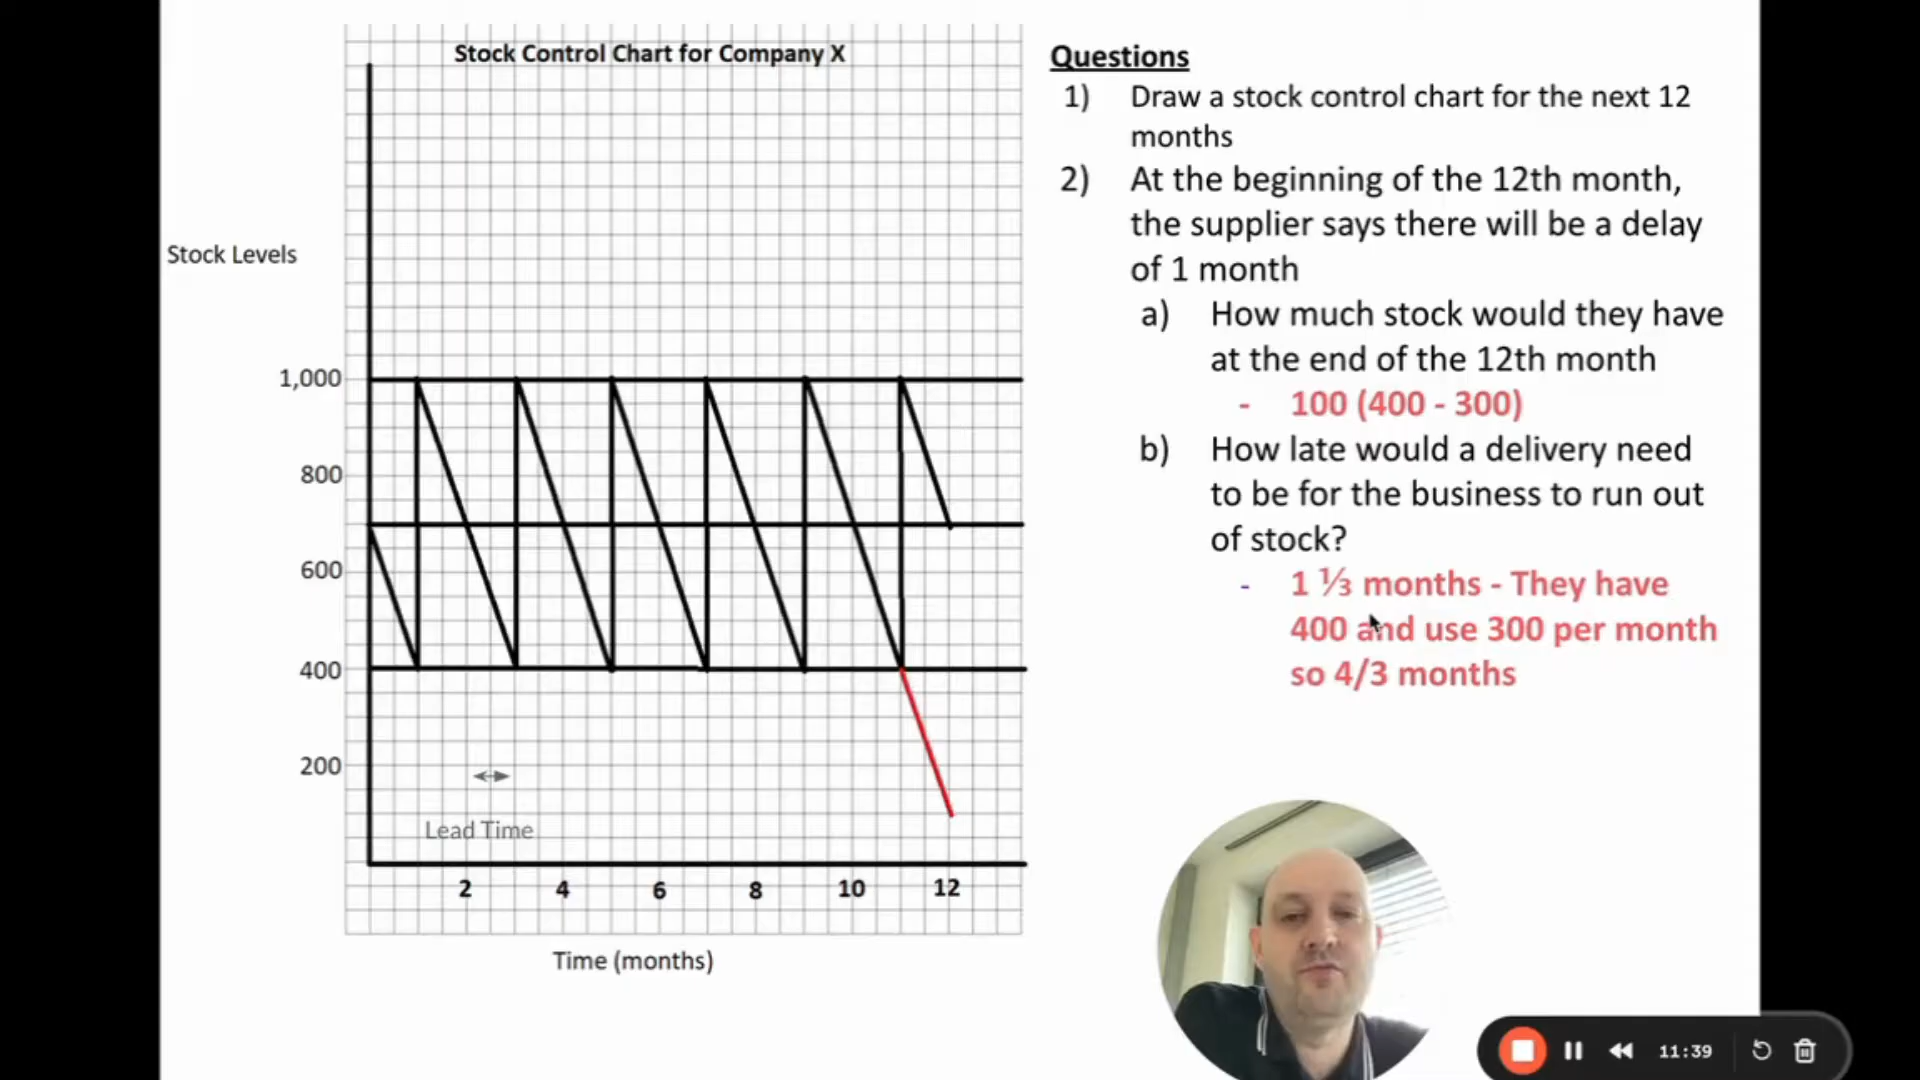 Stock Control Chart for Company X
Stock Levels
1,000
800
600
400
200
Lead Time
2 4 6 8 10 12
Time (months)
Questions
1) Draw a stock control chart for the next 12
months
2) At the beginning of the 12th month,
the supplier says there will be a delay
of 1 month
a) How much stock would they have
at the end of the 12th month
- 100 (400 - 300)
b) How late would a delivery need
to be for the business to run out
of stock?
- 1 ⅓ months - They have
400 and use 300 per month
so 4/3 months
11:39